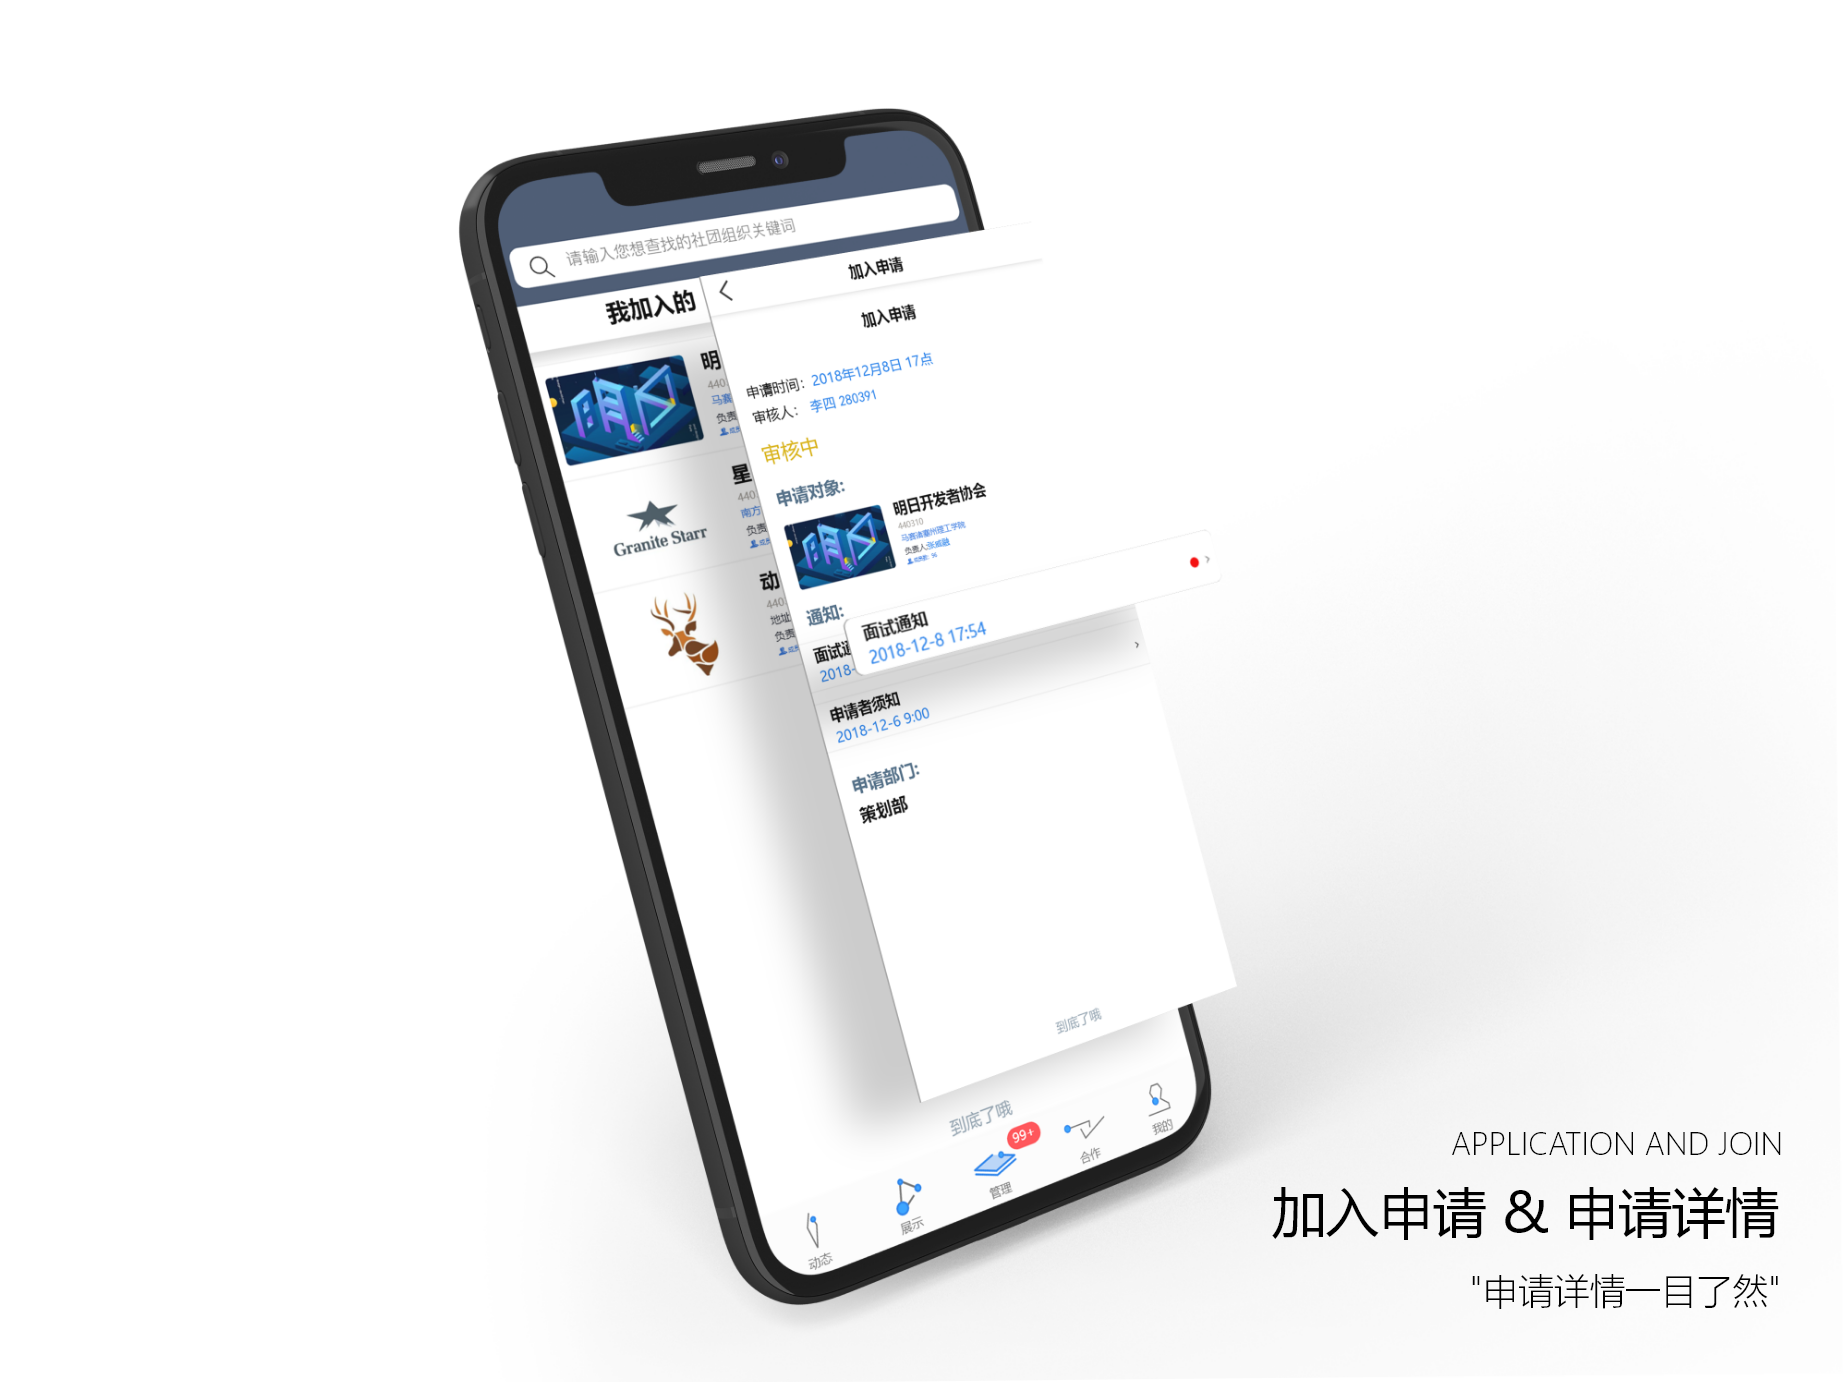 请输入您想查找的社团组织关键词
我加入的
明
440
马赛
负责
Granite Starr
星
440
南方
负责
动
440
地址
负责
加入申请
加入申请
申请时间: 2018年12月8日 17点
审核人: 李四 280391
审核中
申请对象:
明日开发者协会
440310
马赛诸塞州理工学院
负责人:张威融
通知:
面试通知
2018-12-8 17:54
面试通
2018-
申请者须知
2018-12-6 9:00
申请部门:
策划部
到底了哦
到底了哦
动态
展示
99+
管理
合作
我的
APPLICATION AND JOIN
加入申请 & 申请详情
"申请详情一目了然"